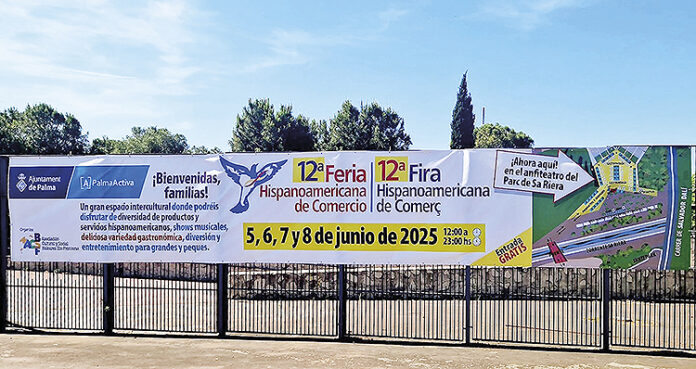 Ajuntament
de Palma
PalmaActiva
¡Bienvenidas,
familias!
Un gran espacio intercultural donde podréis
disfrutar de diversidad de productos y
servicios hispanoamericanos, shows musicales,
deliciosa variedad gastronómica, diversión y
entretenimiento para grandes y peques.
12ª Feria
Hispanoamericana
de Comercio
12ª Fira
Hispanoamericana
de Comerç
5, 6, 7 y 8 de junio de 2025
12:00 a
23:00 hs
Entrada
GRATIS
¡Ahora aquí!
en el anfiteatro del
Parc de Sa Riera
CARRER DE SALVADOR DALÍ